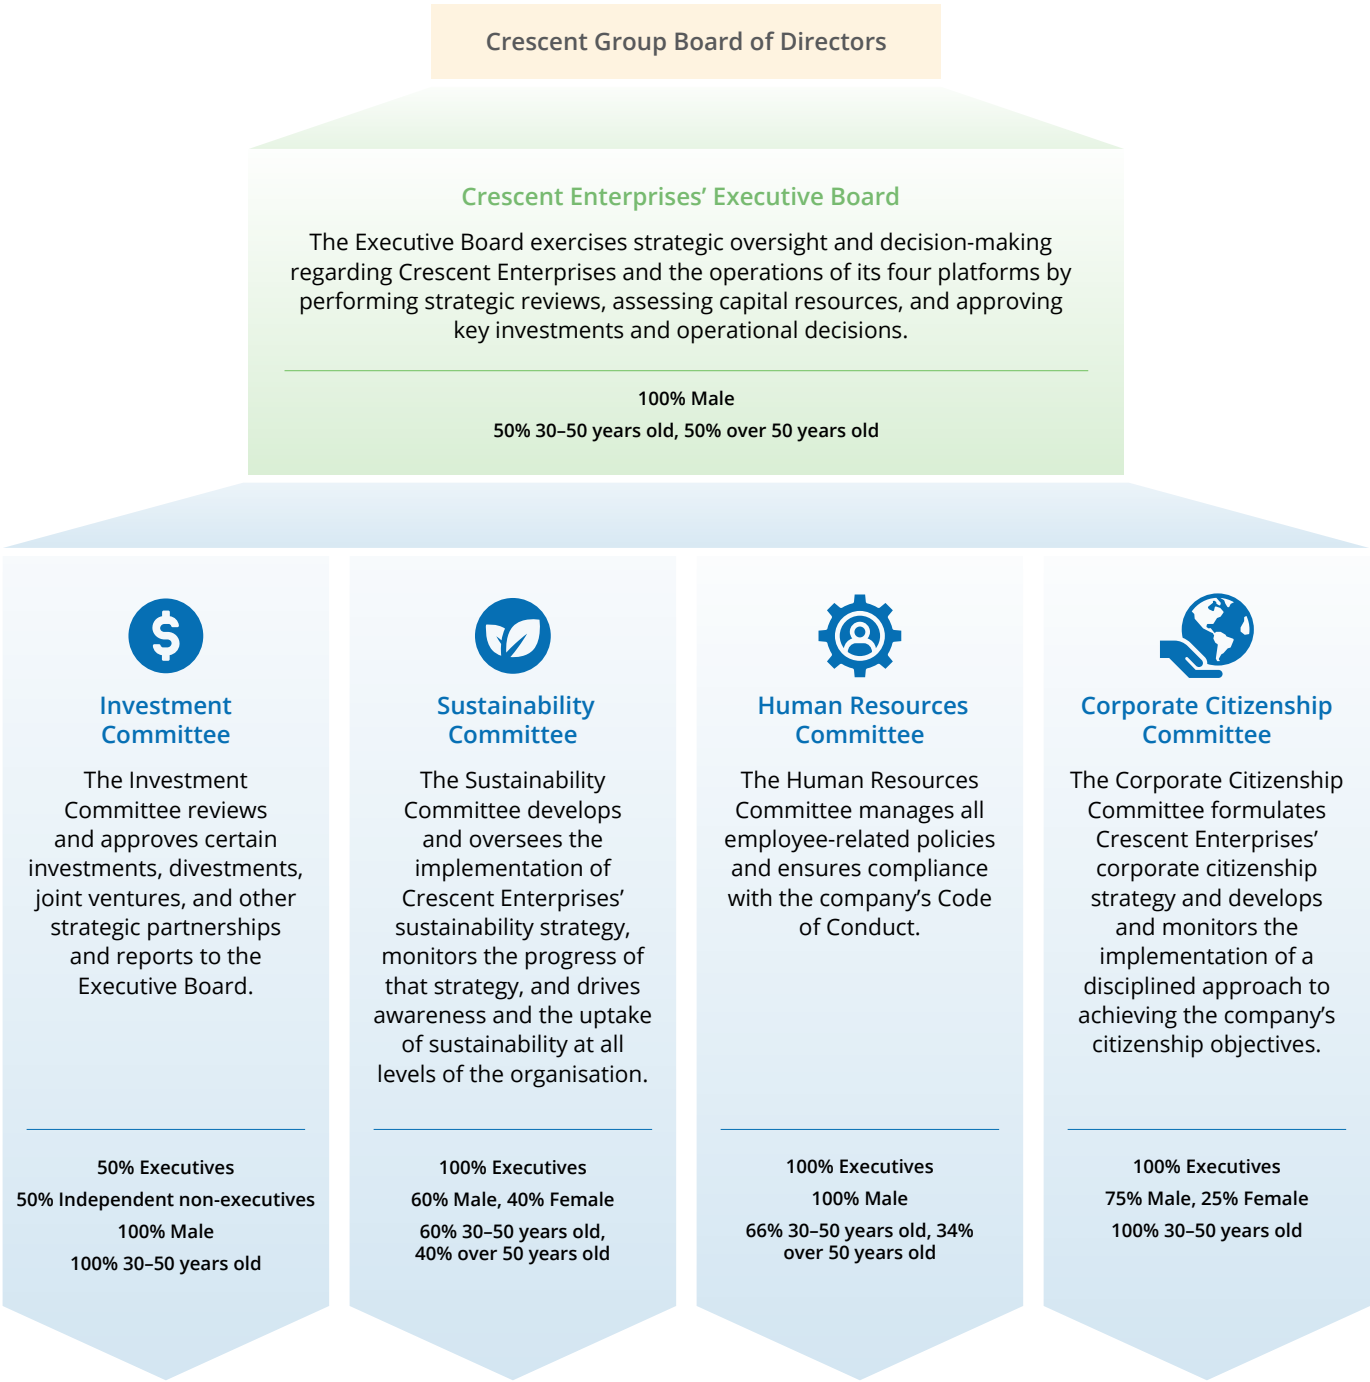 Crescent Group Board of Directors
Crescent Enterprises’ Executive Board
The Executive Board exercises strategic oversight and decision-making
regarding Crescent Enterprises and the operations of its four platforms by
performing strategic reviews, assessing capital resources, and approving
key investments and operational decisions.
100% Male
50% 30–50 years old, 50% over 50 years old
Investment
Committee
The Investment
Committee reviews
and approves certain
investments, divestments,
joint ventures, and other
strategic partnerships
and reports to the
Executive Board.
50% Executives
50% Independent non-executives
100% Male
100% 30–50 years old
Sustainability
Committee
The Sustainability
Committee develops
and oversees the
implementation of
Crescent Enterprises’
sustainability strategy,
monitors the progress of
that strategy, and drives
awareness and the uptake
of sustainability at all
levels of the organisation.
100% Executives
60% Male, 40% Female
60% 30–50 years old,
40% over 50 years old
Human Resources
Committee
The Human Resources
Committee manages all
employee-related policies
and ensures compliance
with the company’s Code
of Conduct.
100% Executives
100% Male
66% 30–50 years old, 34%
over 50 years old
Corporate Citizenship
Committee
The Corporate Citizenship
Committee formulates
Crescent Enterprises’
corporate citizenship
strategy and develops
and monitors the
implementation of a
disciplined approach to
achieving the company’s
citizenship objectives.
100% Executives
75% Male, 25% Female
100% 30–50 years old